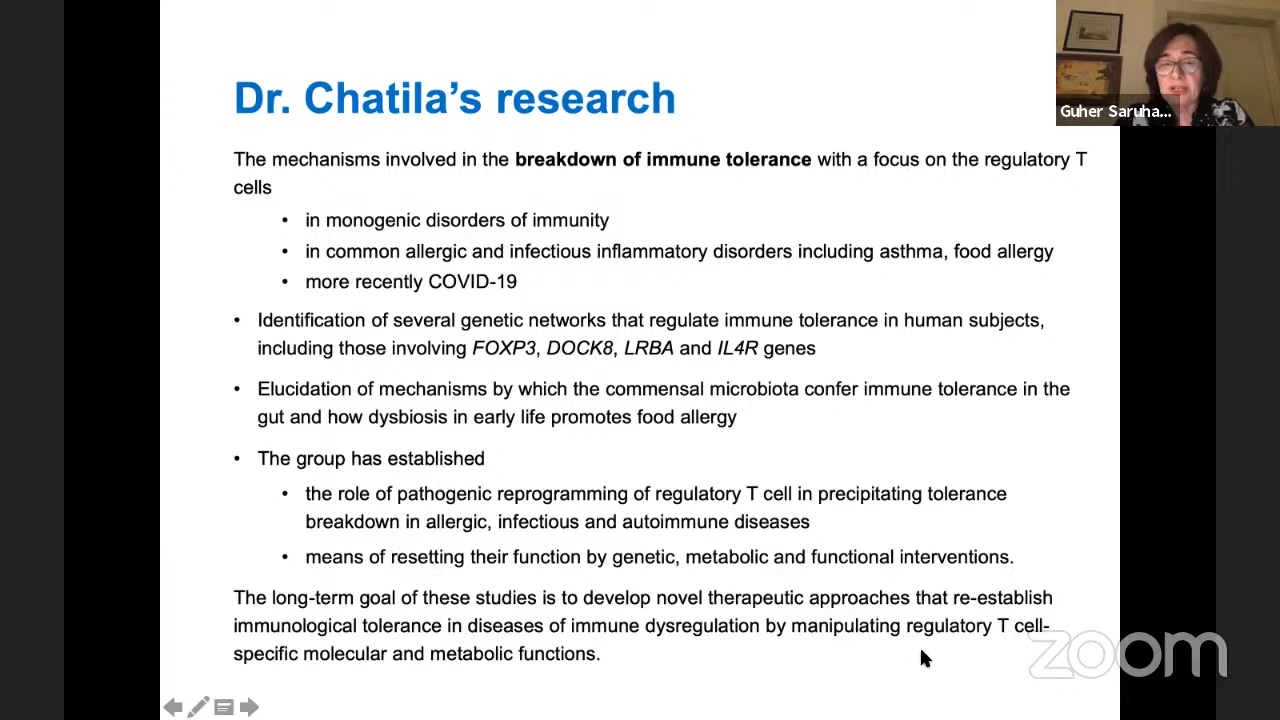 Dr. Chatila's research
Guher Saruha...
The mechanisms involved in the breakdown of immune tolerance with a focus on the regulatory T
cells
• in monogenic disorders of immunity
• in common allergic and infectious inflammatory disorders including asthma, food allergy
• more recently COVID-19
• Identification of several genetic networks that regulate immune tolerance in human subjects,
including those involving FOXP3, DOCK8, LRBA and IL4R genes
• Elucidation of mechanisms by which the commensal microbiota confer immune tolerance in the
gut and how dysbiosis in early life promotes food allergy
• The group has established
• the role of pathogenic reprogramming of regulatory T cell in precipitating tolerance
breakdown in allergic, infectious and autoimmune diseases
• means of resetting their function by genetic, metabolic and functional interventions.
The long-term goal of these studies is to develop novel therapeutic approaches that re-establish
immunological tolerance in diseases of immune dysregulation by manipulating regulatory T cell-
specific molecular and metabolic functions.
zoom